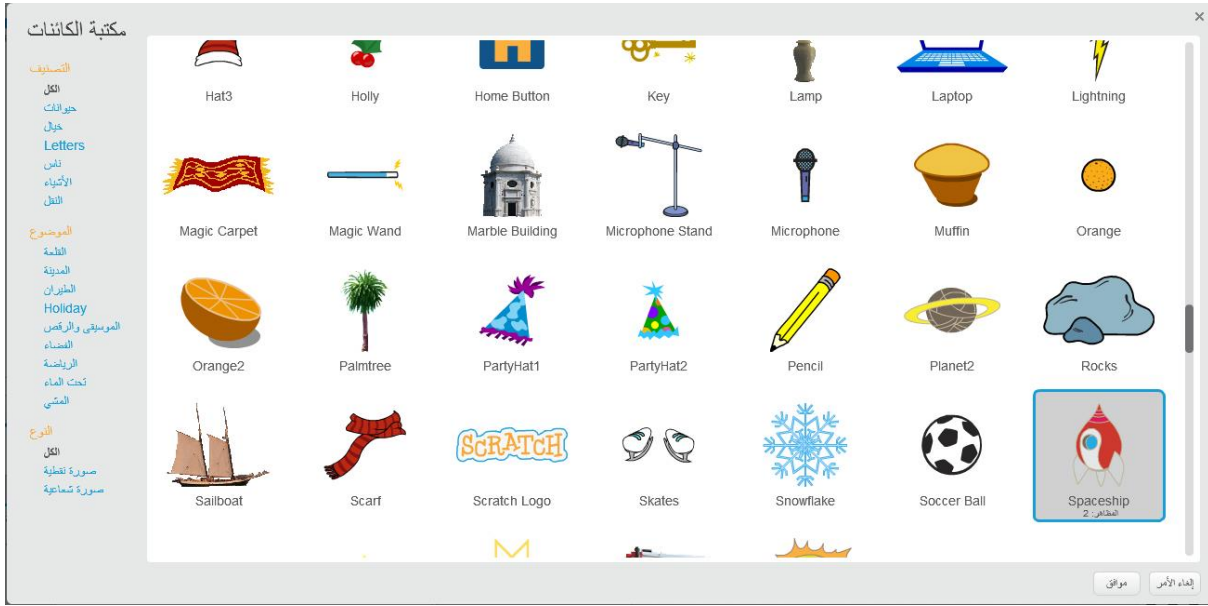 ×
مكتبة الكائنات
التصنيف
الكل
حيوانات
خيال
Letters
ناس
الأشياء
النقل
الموضوع
القلعة
المدينة
الطيران
Holiday
الموسيقى والرقص
الفضاء
الرياضة
تحت الماء
المشي
النوع
الكل
صورة نقطية
صورة شعاعية
Hat3 Holly Home Button Key Lamp Laptop Lightning
Magic Carpet Magic Wand Marble Building Microphone Stand Microphone Muffin Orange
Orange2 Palmtree PartyHat1 PartyHat2 Pencil Planet2 Rocks
SCRATCH
Sailboat Scarf Scratch Logo Skates Snowflake Soccer Ball Spaceship
المظاهر: 2
إلغاء الأمر موافق